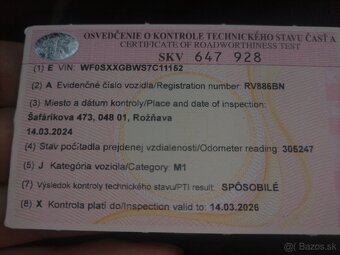 OSVEDČENIE O KONTROLE TECHNICKÉHO STAVU ČASŤ A
CERTIFICATE OF ROADWORTHINESS TEST
SKV 647 928
(1) E VIN: WF0SXXGBWS7C11152
(2) A Evidenčné číslo vozidla/Registration number: RV886BN
(3) Miesto a dátum kontroly/Place and date of inspection:
Šafárikova 473, 048 01, Rožňava
14.03.2024
(4) Stav počítadla prejdenej vzdialenosti/Odometer reading 305247
(5) J Kategória vozidla/Category: M1
(7) Výsledok kontroly technického stavu/PTI result: SPÔSOBILÉ
(8) X Kontrola platí do/Inspection valid to: 14.03.2026
Bazos.sk